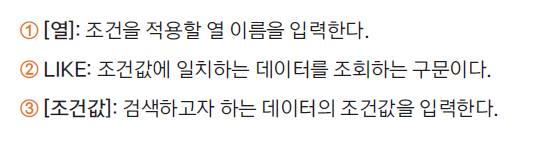 ① [열]: 조건을 적용할 열 이름을 입력한다.
② LIKE: 조건값에 일치하는 데이터를 조회하는 구문이다.
③ [조건값]: 검색하고자 하는 데이터의 조건값을 입력한다.